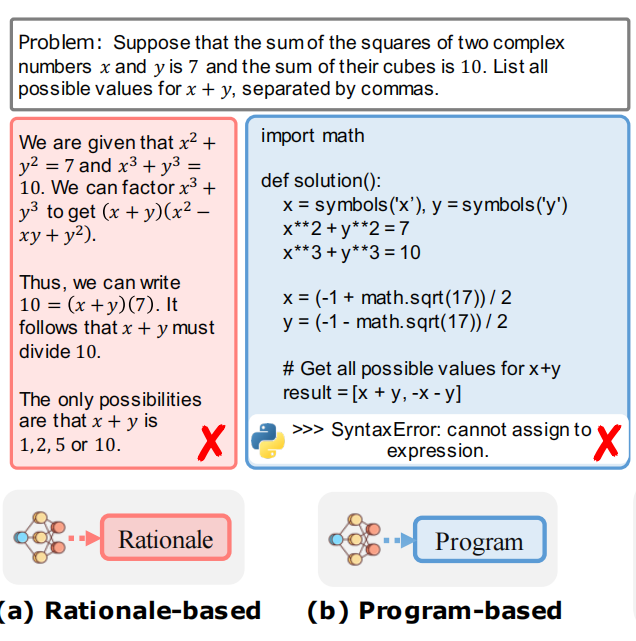 Problem: Suppose that the sum of the squares of two complex
numbers x and y is 7 and the sum of their cubes is 10. List all
possible values for x + y, separated by commas.
We are given that x² +
y² = 7 and x³ + y³ =
10. We can factor x³ +
y³ to get (x + y)(x² −
xy + y²).
Thus, we can write
10 = (x + y)(7). It
follows that x + y must
divide 10.
The only possibilities
are that x + y is
1, 2, 5 or 10.
import math
def solution():
x = symbols('x'), y = symbols('y')
x**2 + y**2 = 7
x**3 + y**3 = 10
x = (-1 + math.sqrt(17)) / 2
y = (-1 - math.sqrt(17)) / 2
# Get all possible values for x+y
result = [x + y, -x - y]
>>> SyntaxError: cannot assign to
expression.
Rationale
Program
(a) Rationale-based
(b) Program-based